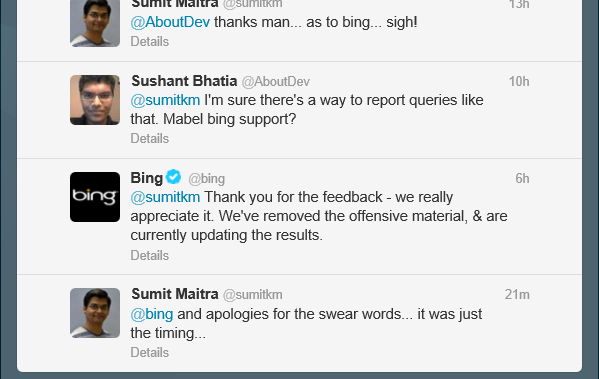 Sumit Maitra @sumitkm 13h
@AboutDev thanks man... as to bing... sigh!
Details
Sushant Bhatia @AboutDev 10h
@sumitkm I'm sure there's a way to report queries like
that. Mabel bing support?
Details
bing
Bing @bing 6h
@sumitkm Thank you for the feedback - we really
appreciate it. We've removed the offensive material, & are
currently updating the results.
Details
Sumit Maitra @sumitkm 21m
@bing and apologies for the swear words... it was just
the timing...
Details